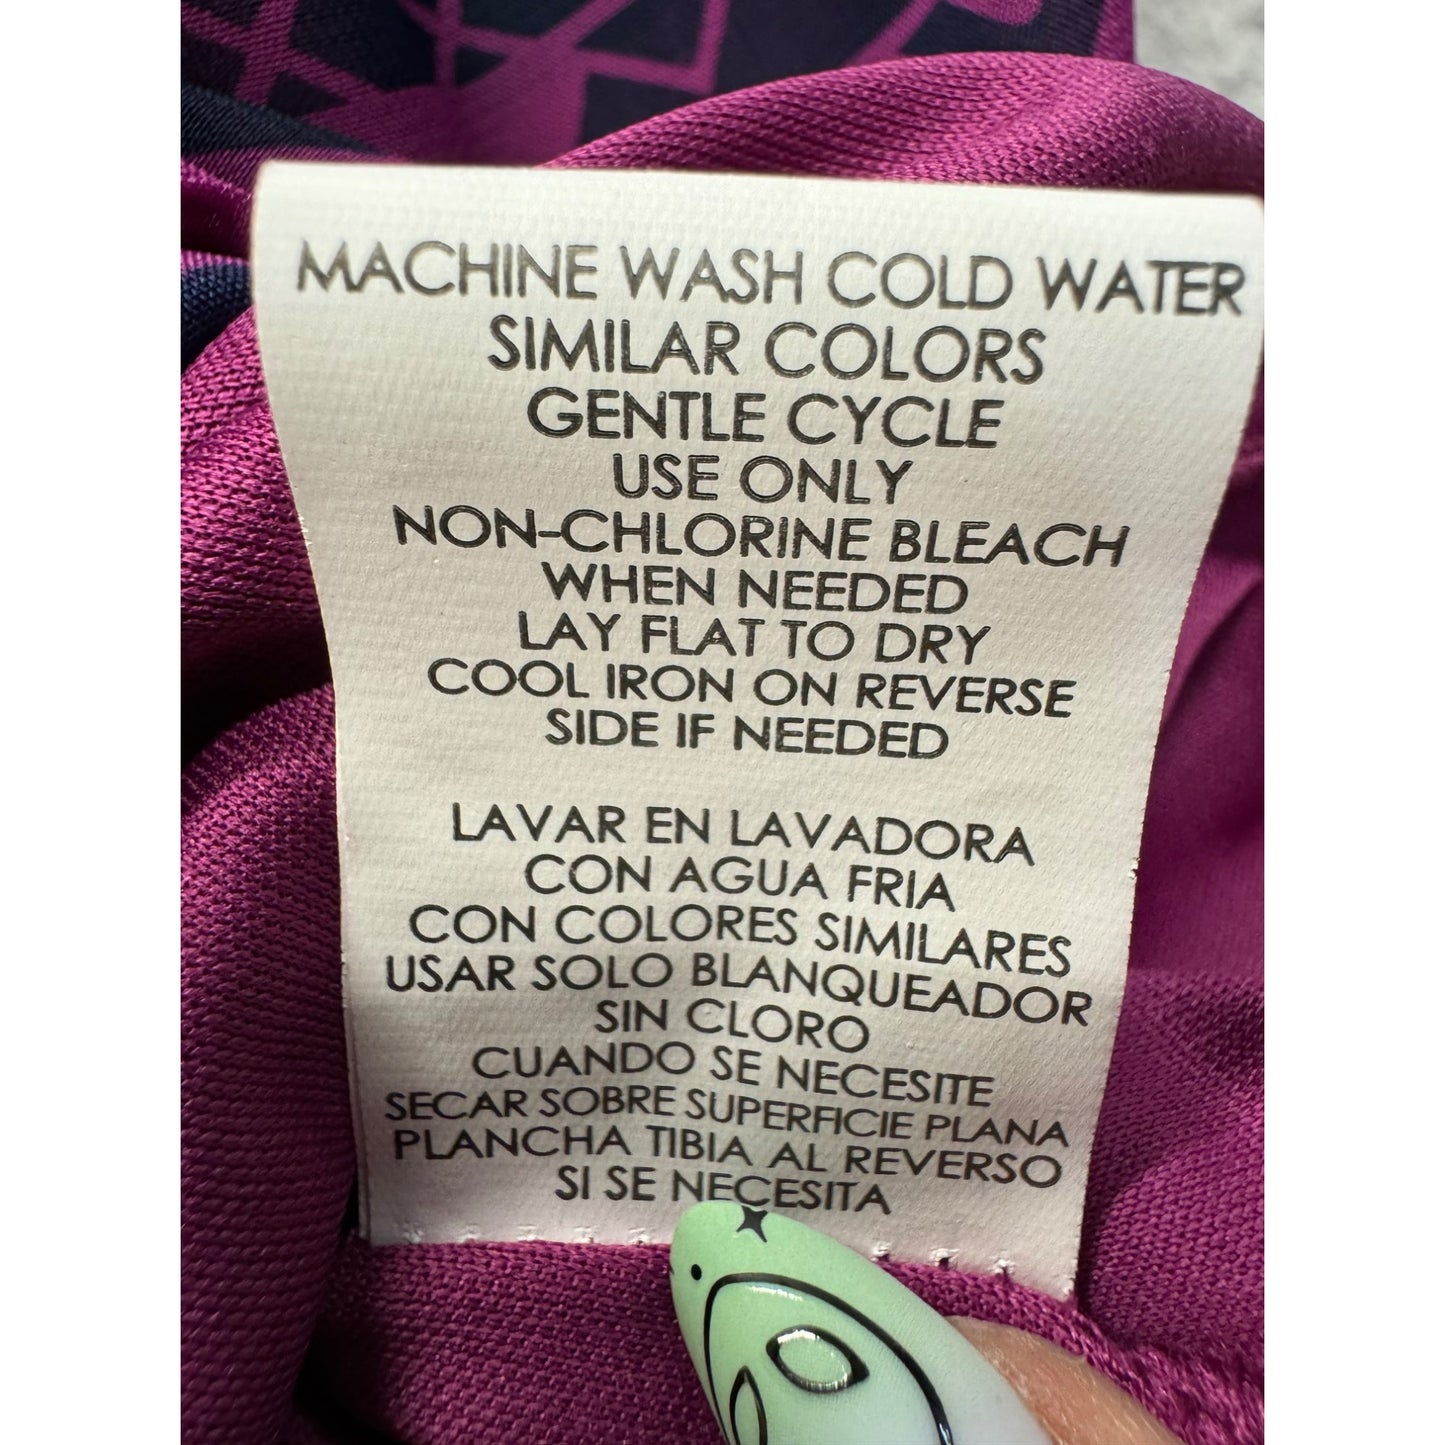 MACHINE WASH COLD WATER
SIMILAR COLORS
GENTLE CYCLE
USE ONLY
NON-CHLORINE BLEACH
WHEN NEEDED
LAY FLAT TO DRY
COOL IRON ON REVERSE
SIDE IF NEEDED
LAVAR EN LAVADORA
CON AGUA FRIA
CON COLORES SIMILARES
USAR SOLO BLANQUEADOR
SIN CLORO
CUANDO SE NECESITE
SECAR SOBRE SUPERFICIE PLANA
PLANCHA TIBIA AL REVERSO
SI SE NECESITA